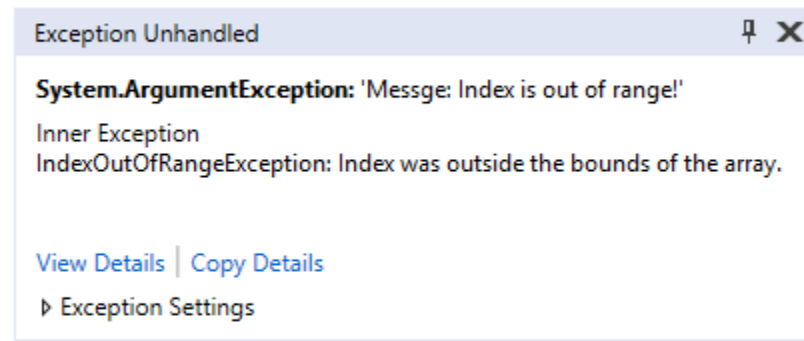 Exception Unhandled
System.ArgumentException: 'Messge: Index is out of range!'
Inner Exception
IndexOutOfRangeException: Index was outside the bounds of the array.
View Details | Copy Details
Exception Settings